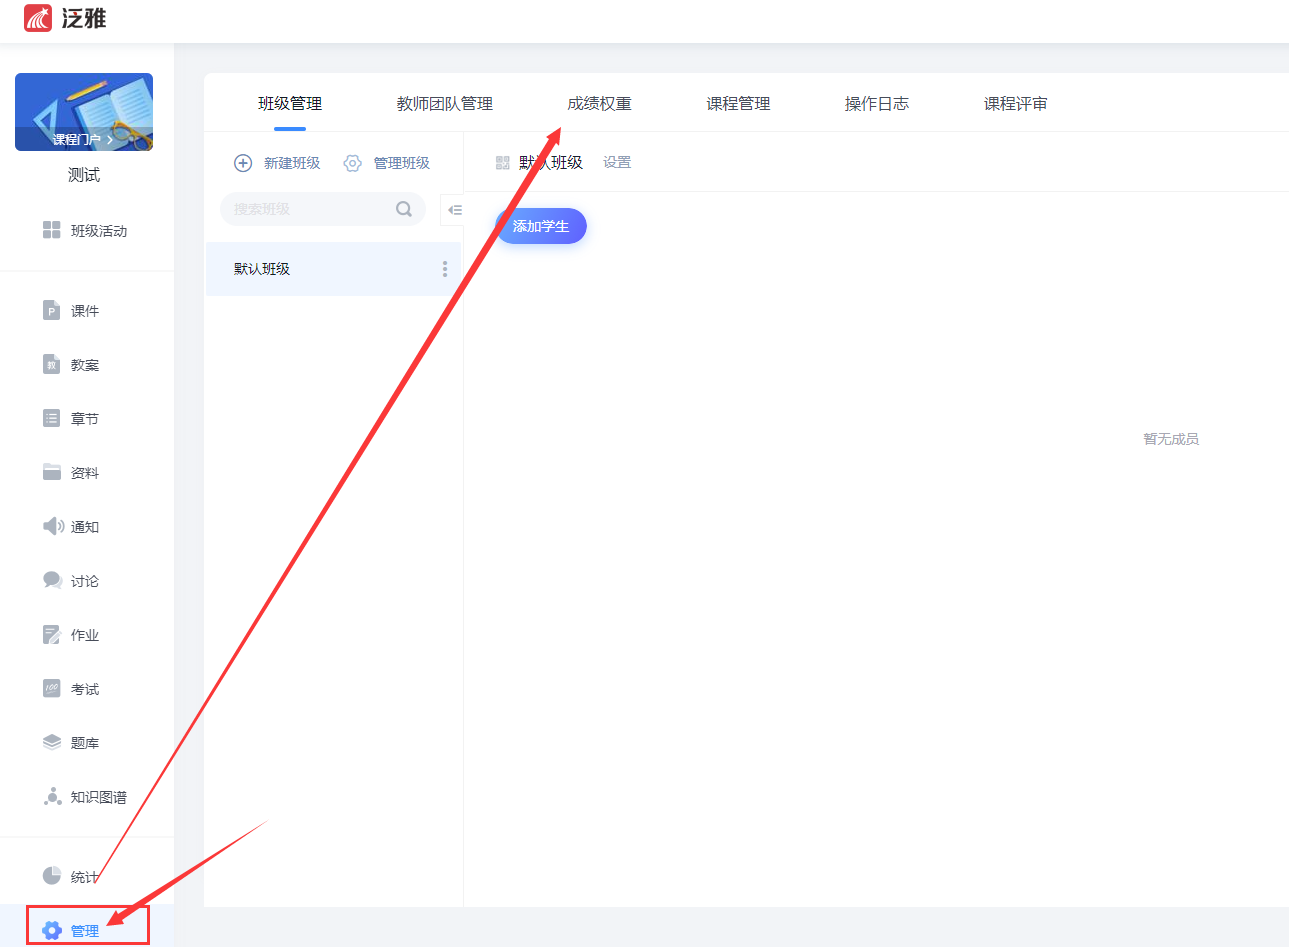 泛雅
课程门户 >
测试
班级活动
课件
教案
章节
资料
通知
讨论
作业
考试
题库
知识图谱
统计
管理
班级管理 教师团队管理 成绩权重 课程管理 操作日志 课程评审
新建班级 管理班级
搜索班级
默认班级
默认班级 设置
添加学生
暂无成员